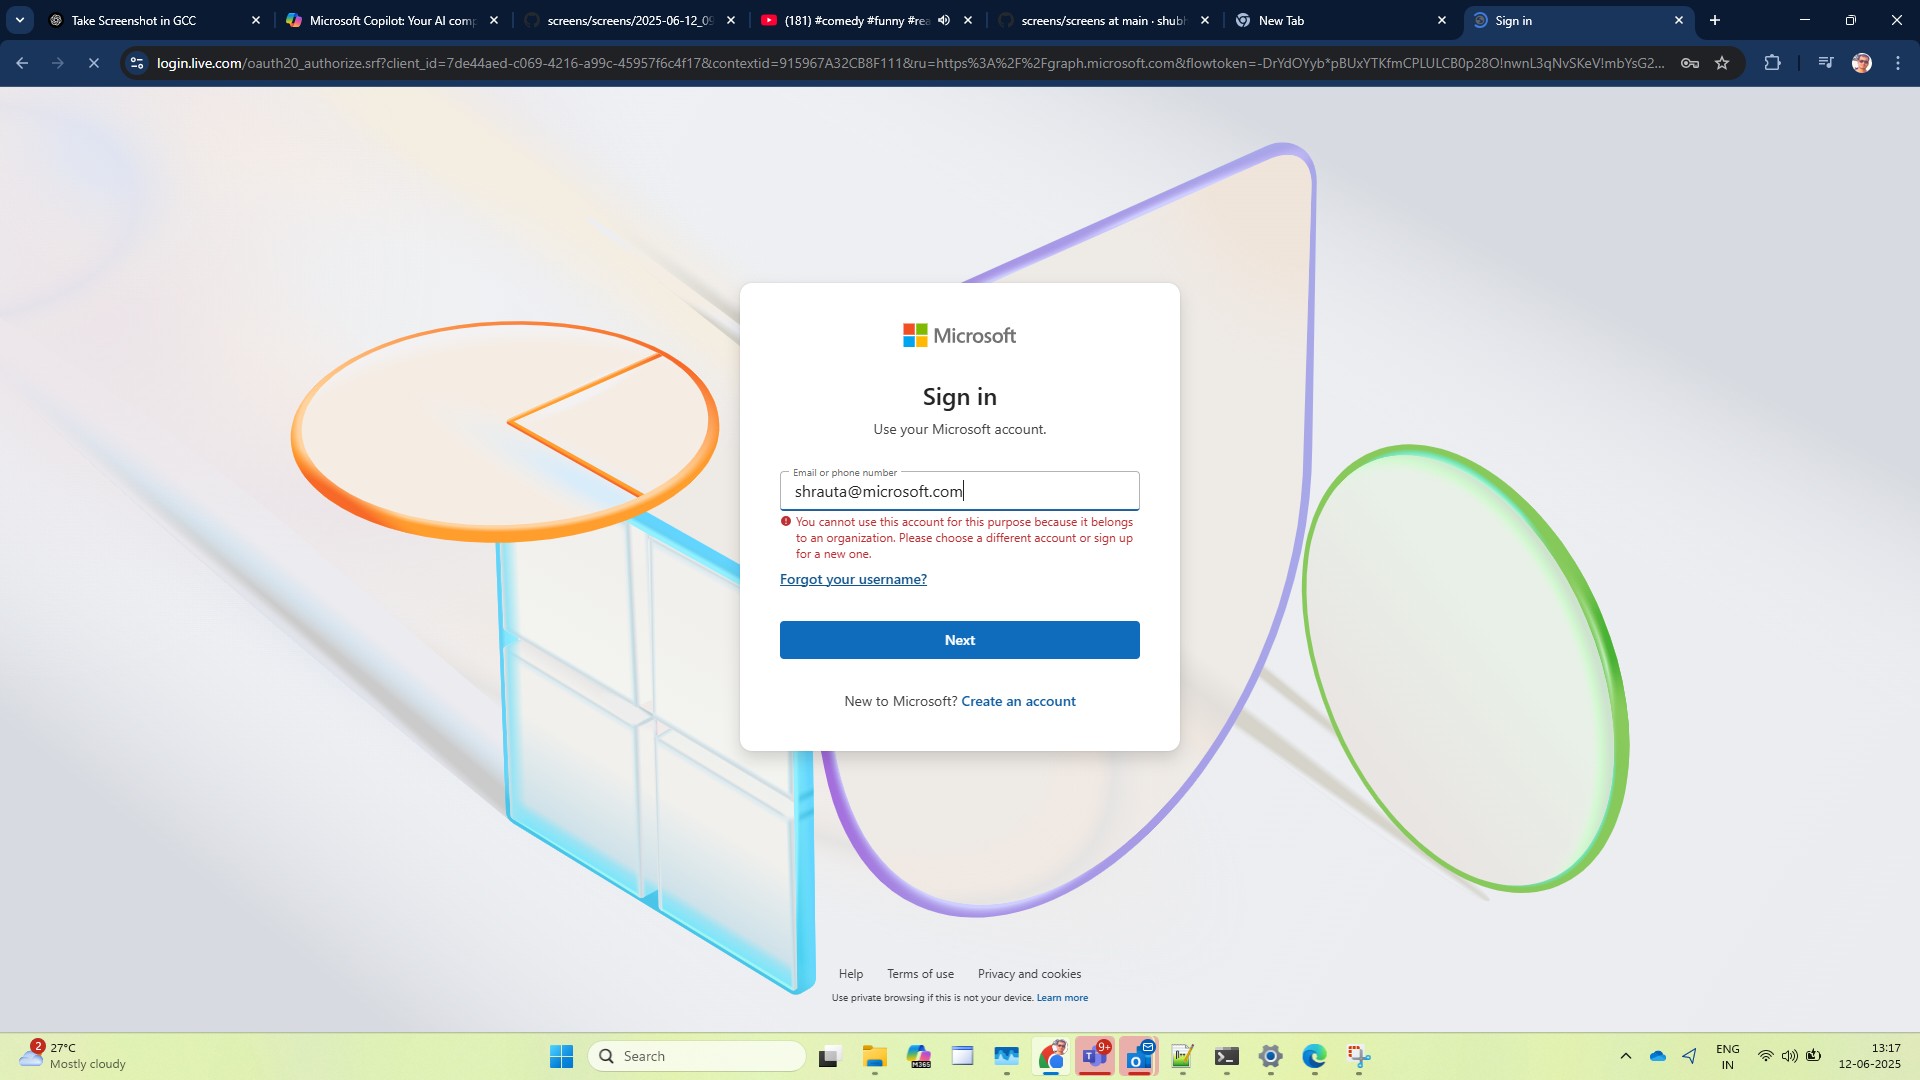 Take Screenshot in GCC
Microsoft Copilot: Your AI comp
screens/screens/2025-06-12_09
(181) #comedy #funny #rea
screens/screens at main · shubh
New Tab
Sign in
login.live.com/oauth20_authorize.srf?client_id=7de44aed-c069-4216-a99c-45957f6c4f17&contextid=915967A32CB8F111&ru=https%3A%2F%2Fgraph.microsoft.com&flowtoken=-DrYdOYyb*pBUxYTKfmCPLULCB0p28O!nwnL3qNvSKeV!mbYsG2...
Microsoft
Sign in
Use your Microsoft account.
Email or phone number
shrauta@microsoft.com
You cannot use this account for this purpose because it belongs
to an organization. Please choose a different account or sign up
for a new one.
Forgot your username?
Next
New to Microsoft? Create an account
Help Terms of use Privacy and cookies
Use private browsing if this is not your device. Learn more
2
27°C
Mostly cloudy
Search
M365
9+
ENG
IN
13:17
12-06-2025